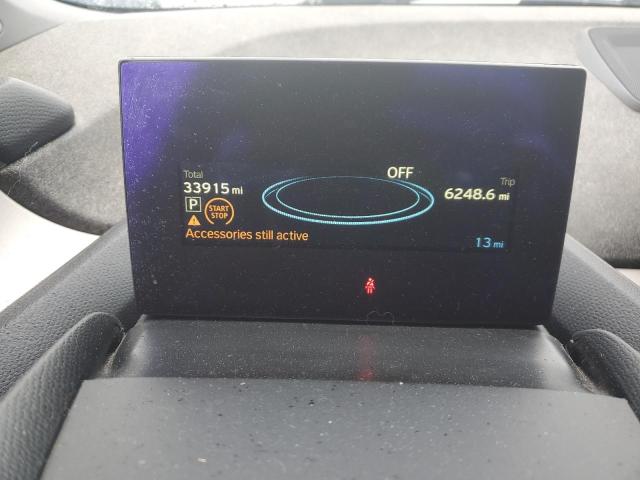 Total
33915 mi
OFF
Trip
6248.6 mi
P
START
STOP
Accessories still active
13 mi